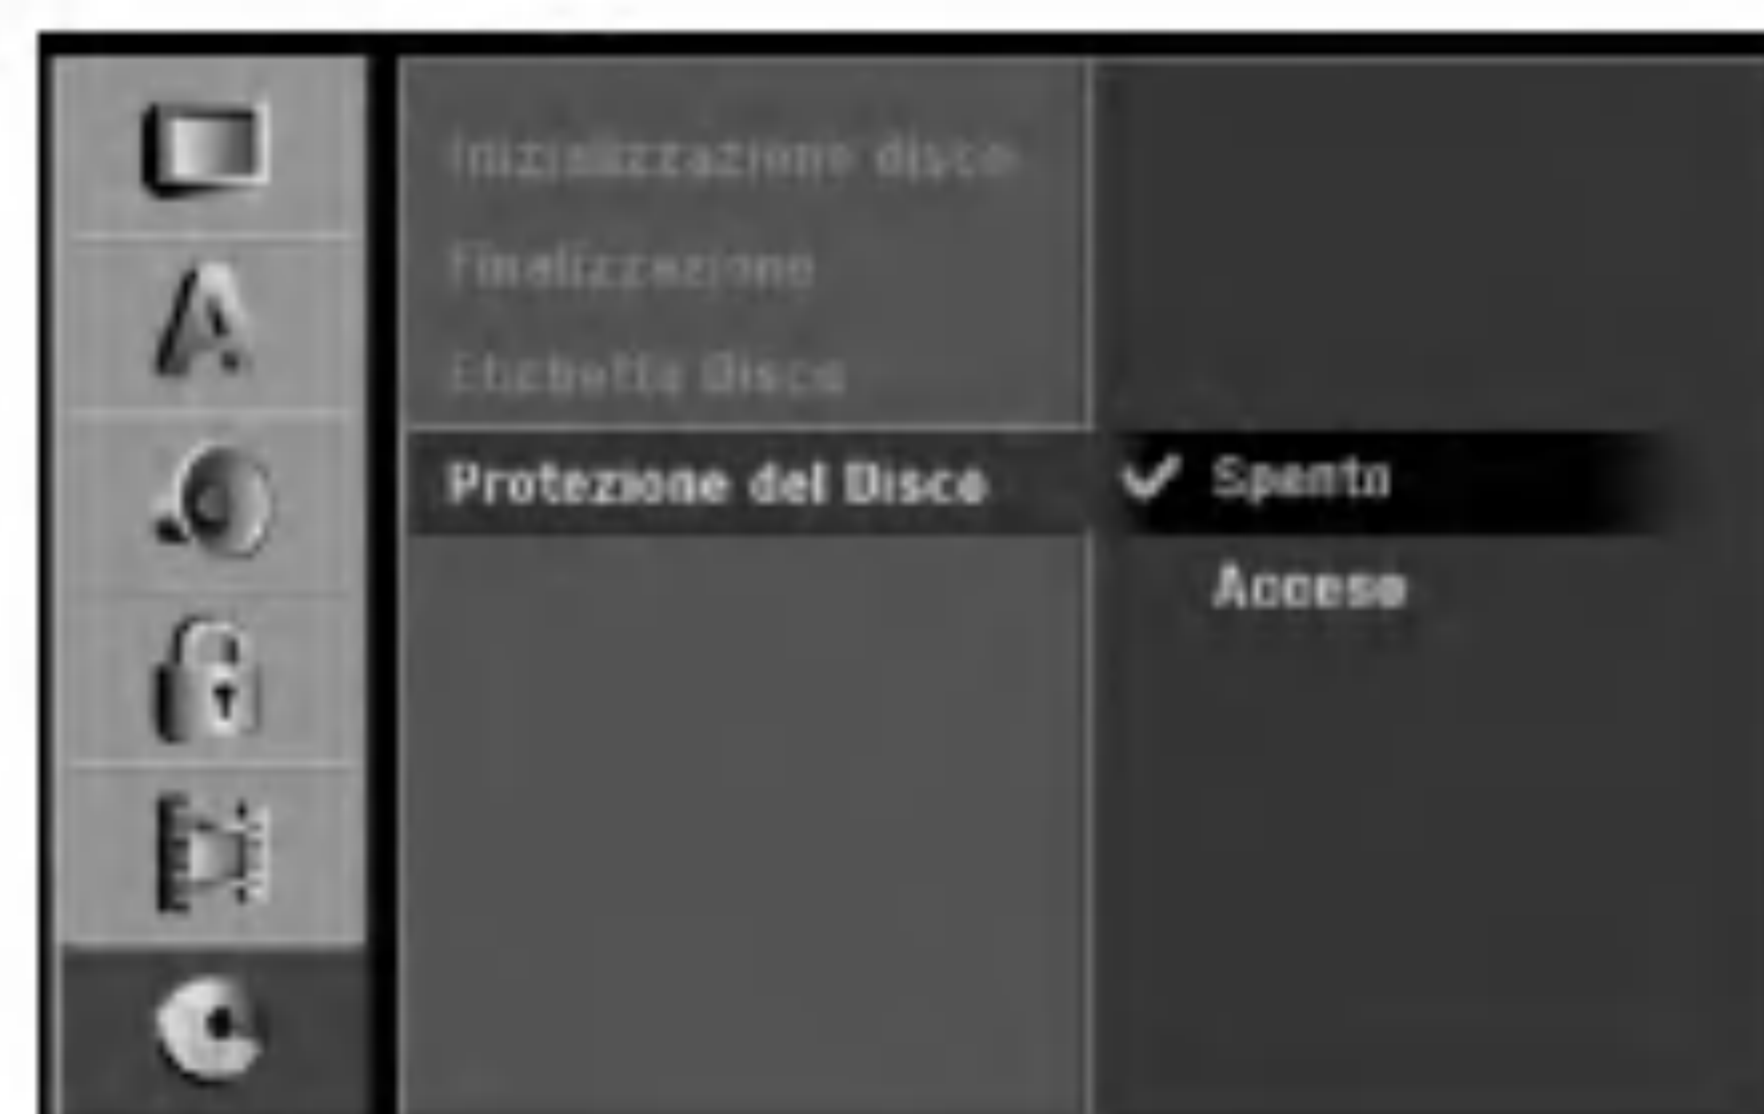 Inizializzazione disco
Finalizzazione
Etichetta Disco
Protezione del Disco
Spento
Acceso